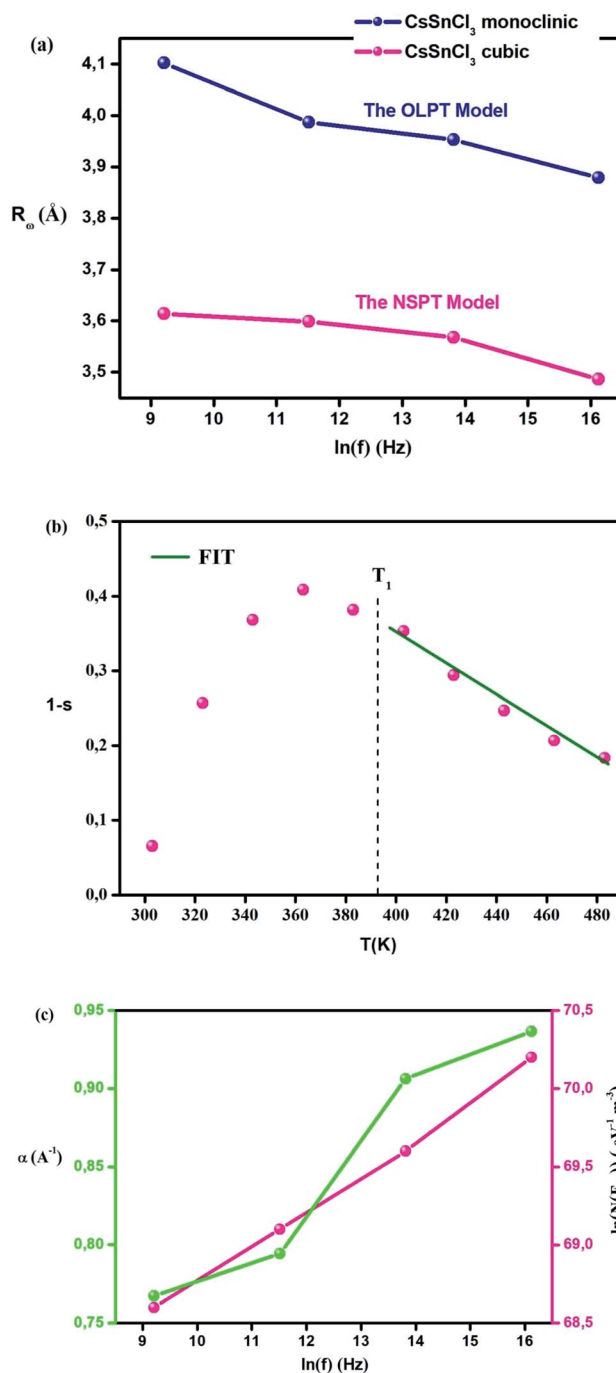 (a)
CsSnCl₃ monoclinic
CsSnCl₃ cubic
4,1
4,0
3,9
3,8
3,7
3,6
3,5
R_ω (Å)
The OLPT Model
The NSPT Model
9 10 11 12 13 14 15 16
ln(f) (Hz)
(b)
0,5
0,4
0,3
0,2
0,1
0,0
1-s
FIT
T₁
300 320 340 360 380 400 420 440 460 480
T(K)
(c)
0,95
0,90
0,85
0,80
0,75
α (A⁻¹)
70,5
70,0
69,5
69,0
68,5
9 10 11 12 13 14 15 16
ln(f) (Hz)